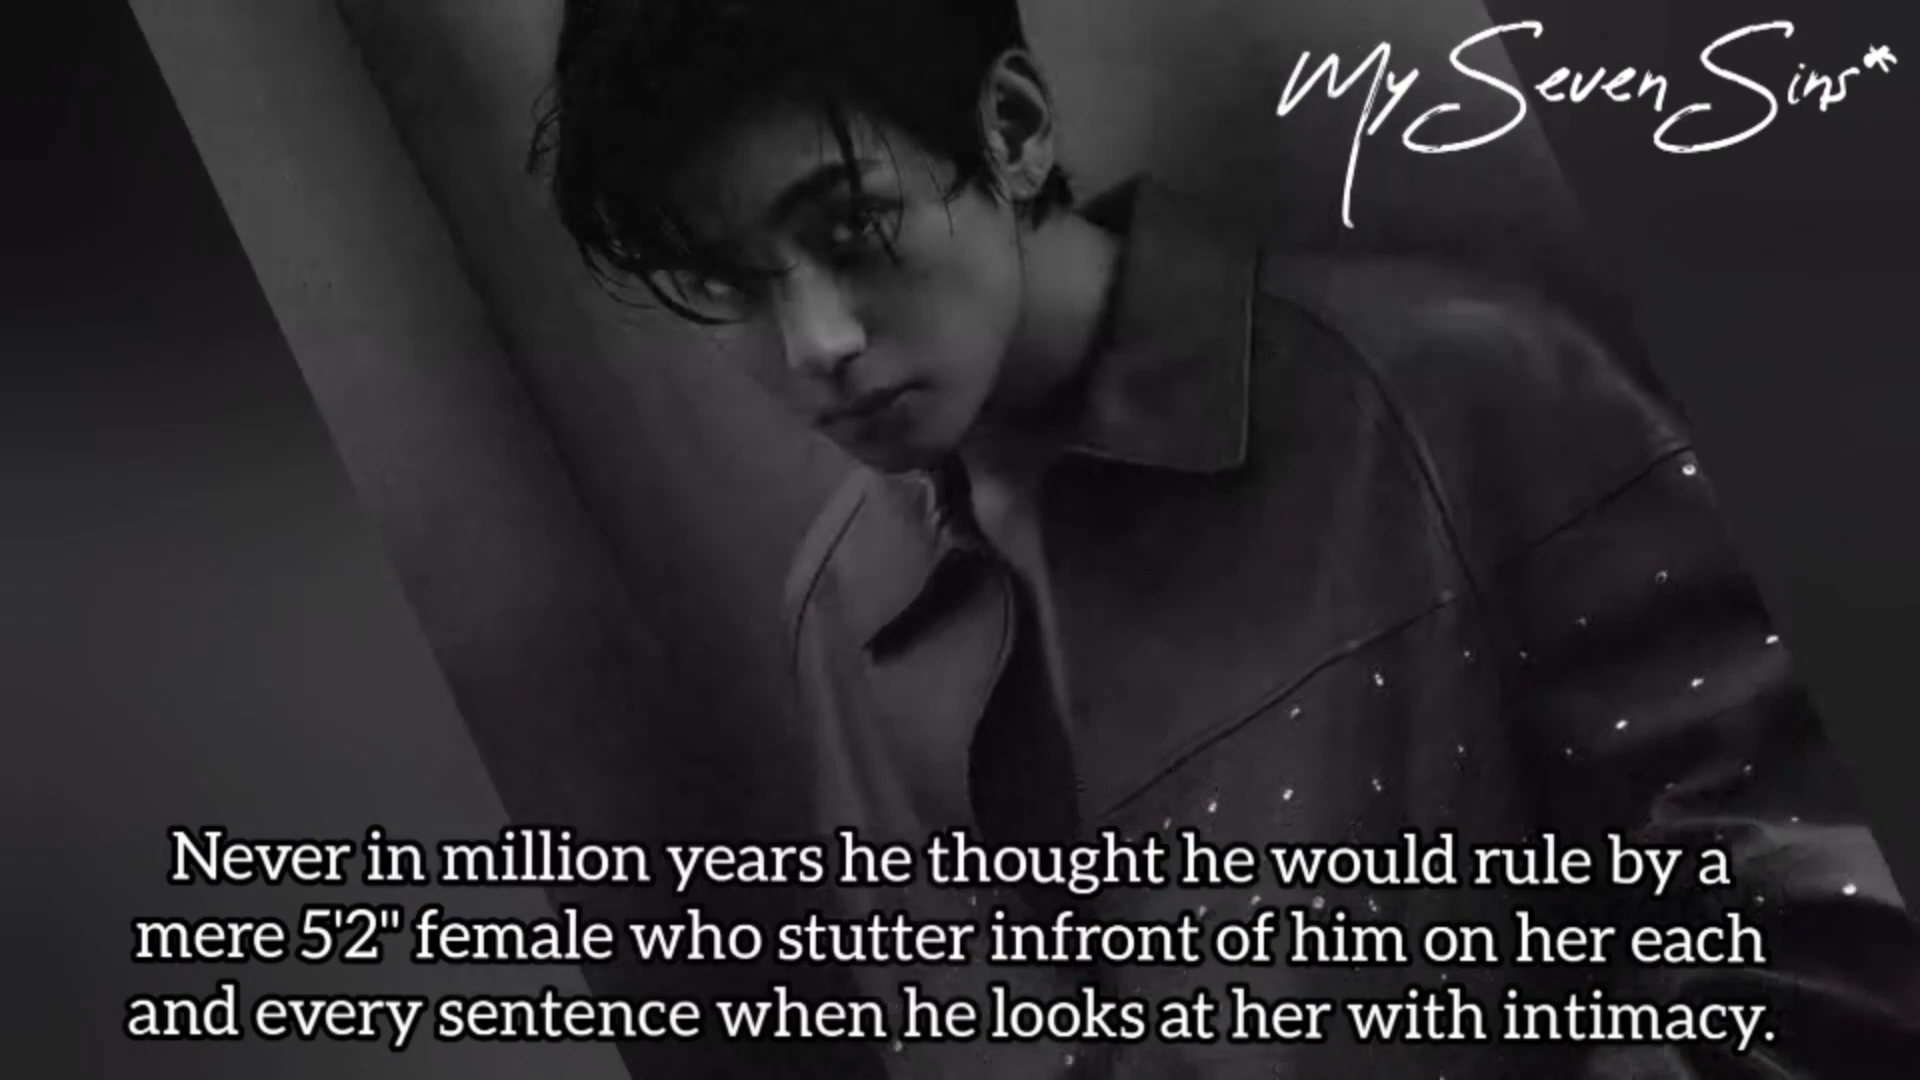 My Seven Sins*
Never in million years he thought he would rule by a
mere 5'2" female who stutter infront of him on her each
and every sentence when he looks at her with intimacy.